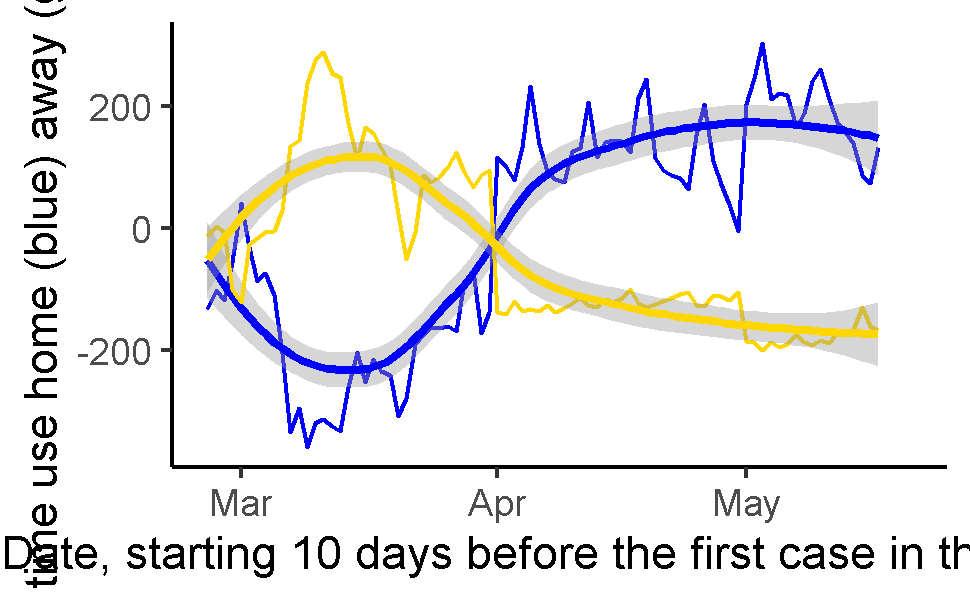 time use home (blue) away (
200
0
-200
Mar Apr May
Date, starting 10 days before the first case in th